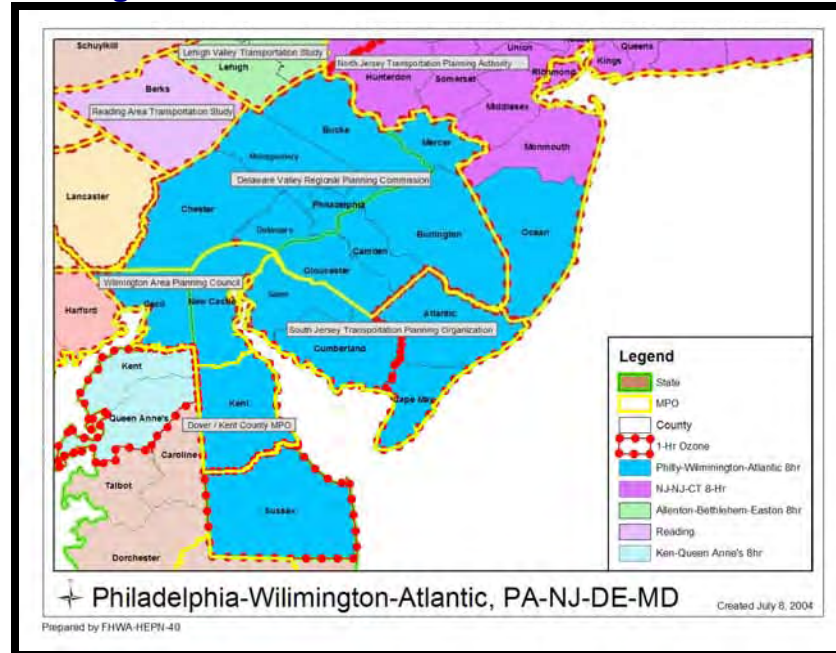 Schuylkill
Lehigh Valley Transportation Study
Lehigh
North Jersey Transportation Planning Authority
Union
Queens
Kings
Richmond
Hunterdon
Somerset
Middlesex
Berks
Reading Area Transportation Study
Bucks
Mercer
Monmouth
Montgomery
Delaware Valley Regional Planning Commission
Lancaster
Chester
Philadelphia
Delaware
Burlington
Ocean
Camden
Gloucester
Wilmington Area Planning Council
Harford
Cecil
New Castle
Salem
Atlantic
South Jersey Transportation Planning Organization
Cumberland
Kent
Kent
Cape May
Queen Anne's
Dover / Kent County MPO
Caroline
Talbot
Sussex
Dorchester
Legend
State
MPO
County
1-Hr Ozone
Philly-Wilminington-Atlantic 8hr
NJ-NJ-CT 8-Hr
Allenton-Bethlehem-Easton 8hr
Reading
Ken-Queen Anne's 8hr
Philadelphia-Wilimington-Atlantic, PA-NJ-DE-MD
Created July 8, 2004
Prepared by FHWA-HEPN-40